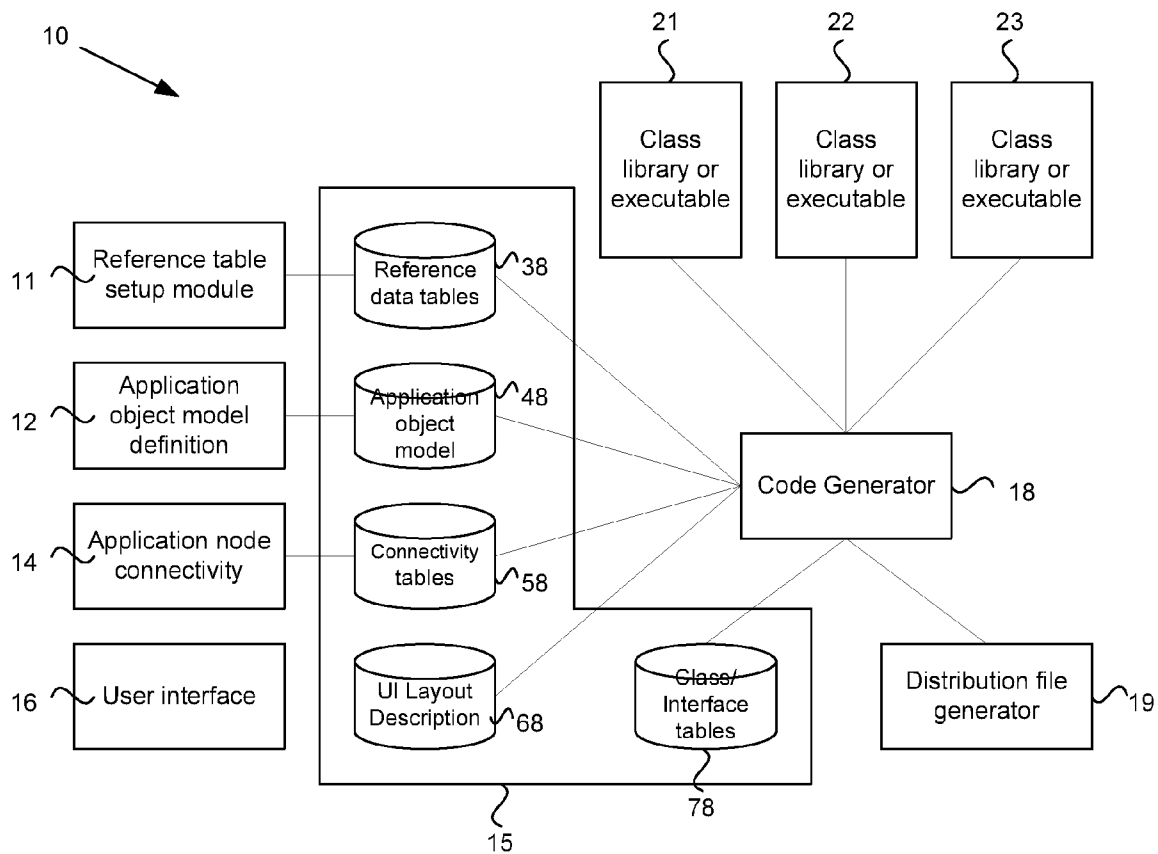 10
21
22
23
Class
library or
executable
Class
library or
executable
Class
library or
executable
Reference table
setup module
11
Reference
data tables
38
Application
object model
definition
12
Application
object
model
48
Code Generator
18
Application node
connectivity
14
Connectivity
tables
58
User interface
16
UI Layout
Description
68
Class/
Interface
tables
78
Distribution file
generator
19
15